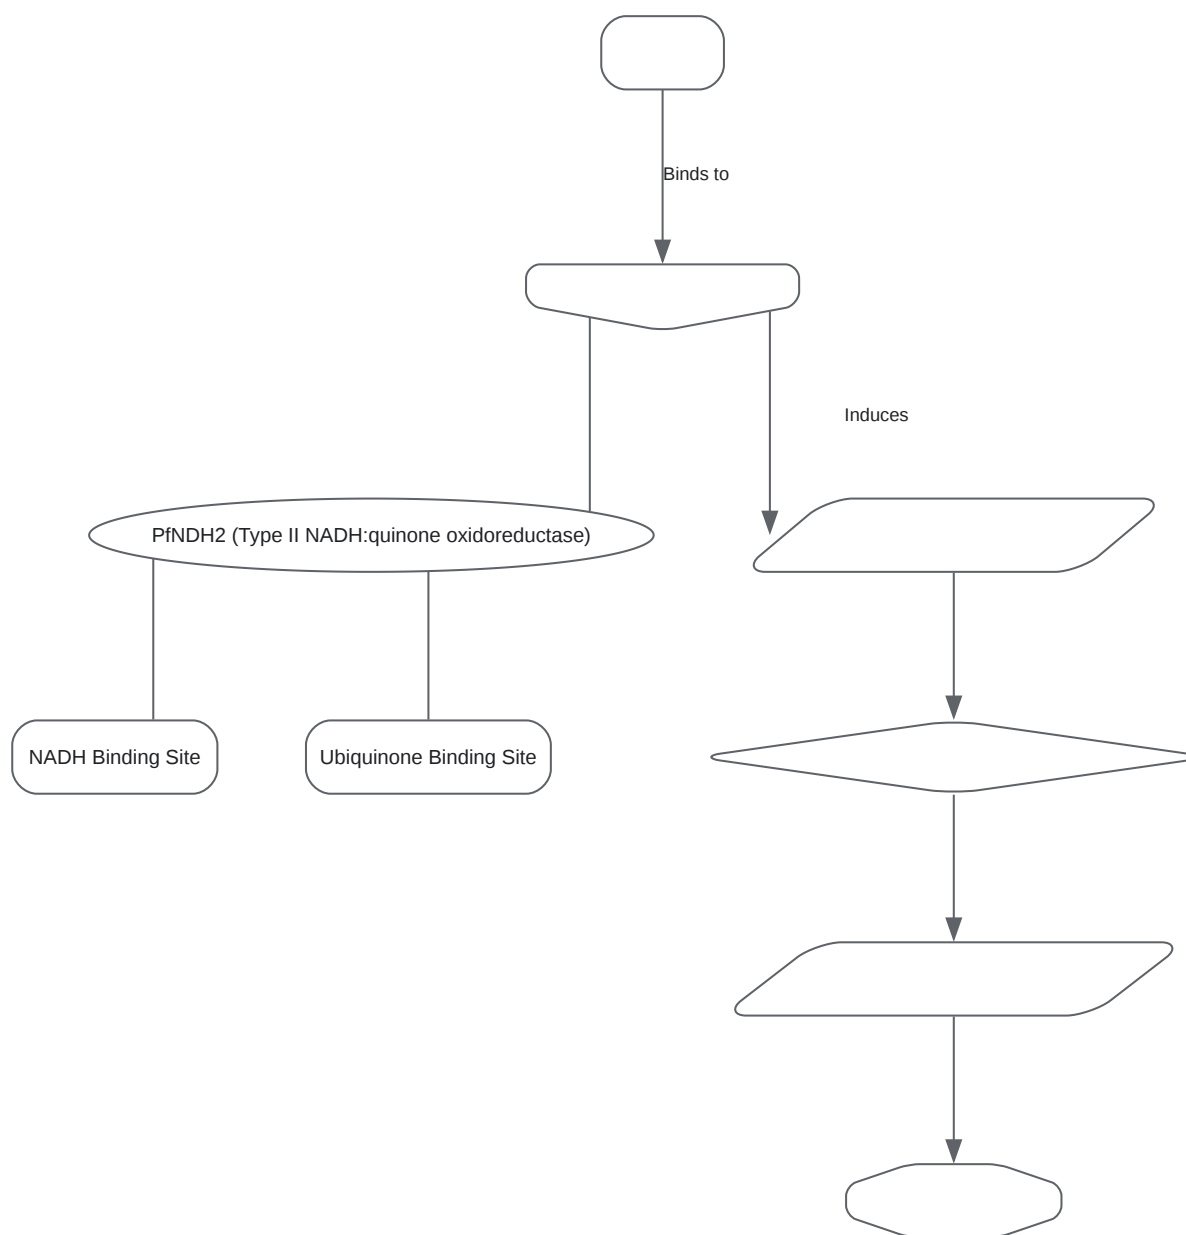 Binds to
Induces
PfNDH2 (Type II NADH:quinone oxidoreductase)
NADH Binding Site
Ubiquinone Binding Site